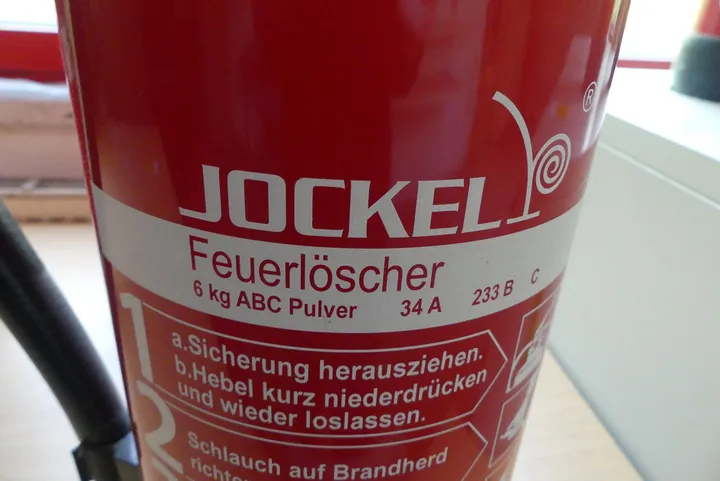 ®
JOCKEL
Feuerlöscher
6 kg ABC Pulver 34 A 233 B C
1
a.Sicherung herausziehen.
b.Hebel kurz niederdrücken
und wieder loslassen.
2
Schlauch auf Brandherd